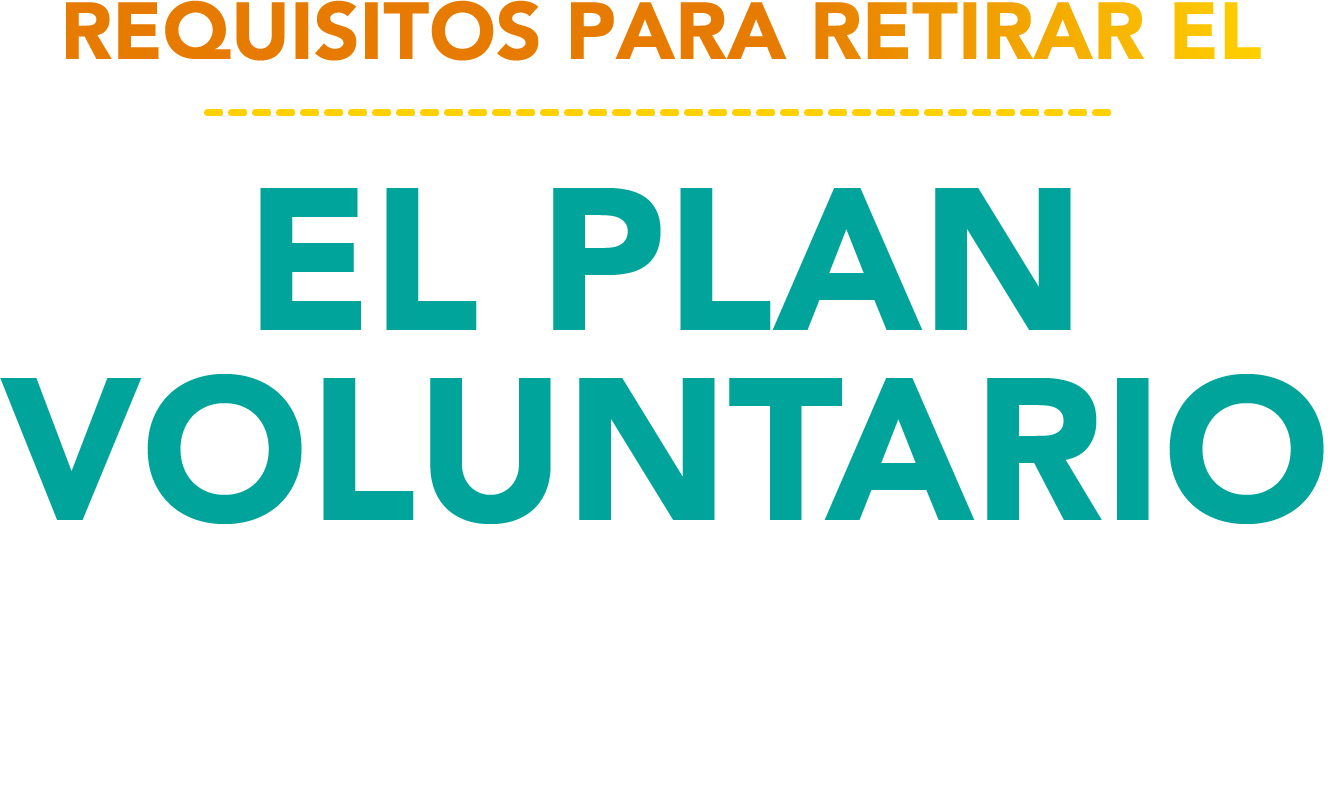 REQUISITOS PARA RETIRAR EL
EL PLAN
VOLUNTARIO